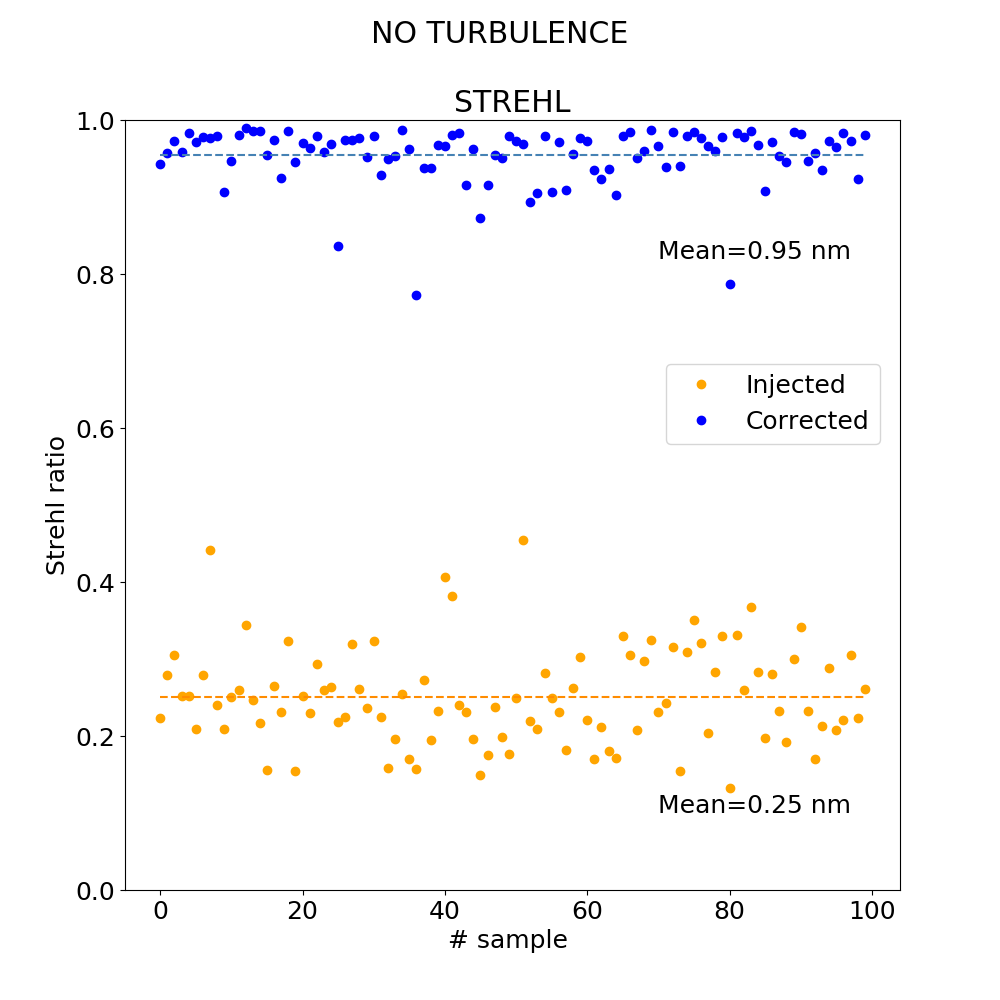 NO TURBULENCE
STREHL
1.0
0.8
0.6
0.4
0.2
0.0
Strehl ratio
Mean=0.95 nm
Injected
Corrected
Mean=0.25 nm
0 20 40 60 80 100
# sample